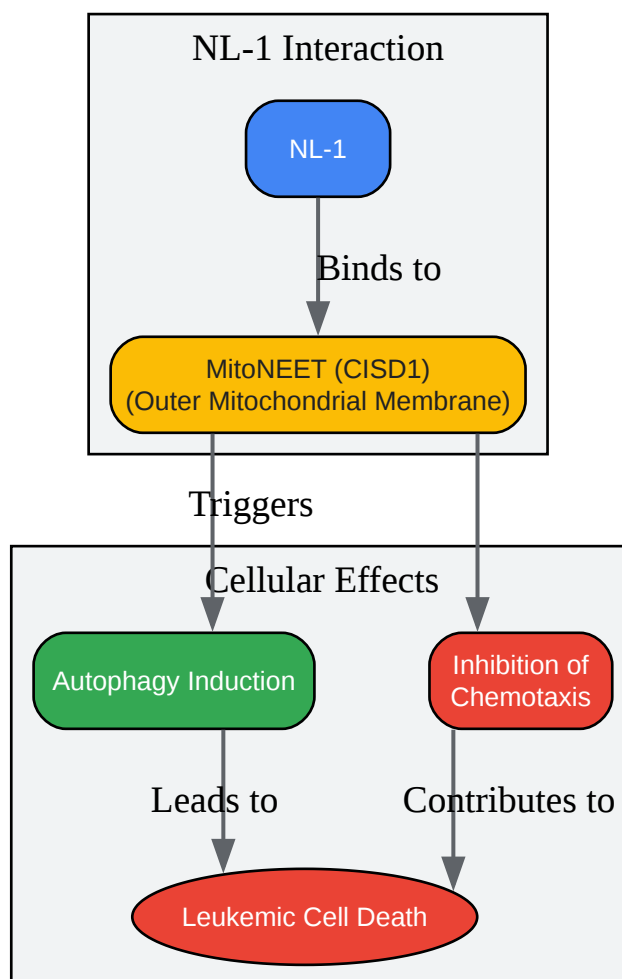 NL-1 Interaction
NL-1
Binds to
MitoNEET (CISD1)
(Outer Mitochondrial Membrane)
Triggers
Cellular Effects
Autophagy Induction
Inhibition of
Chemotaxis
Leads to
Contributes to
Leukemic Cell Death